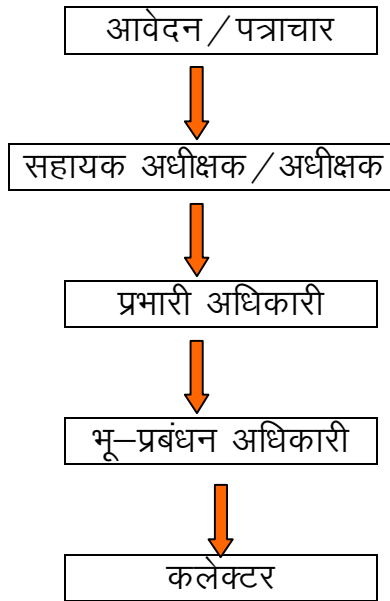 आवेदन/पत्राचार
सहायक अधीक्षक/अधीक्षक
प्रभारी अधिकारी
भू–प्रबंधन अधिकारी
कलेक्टर